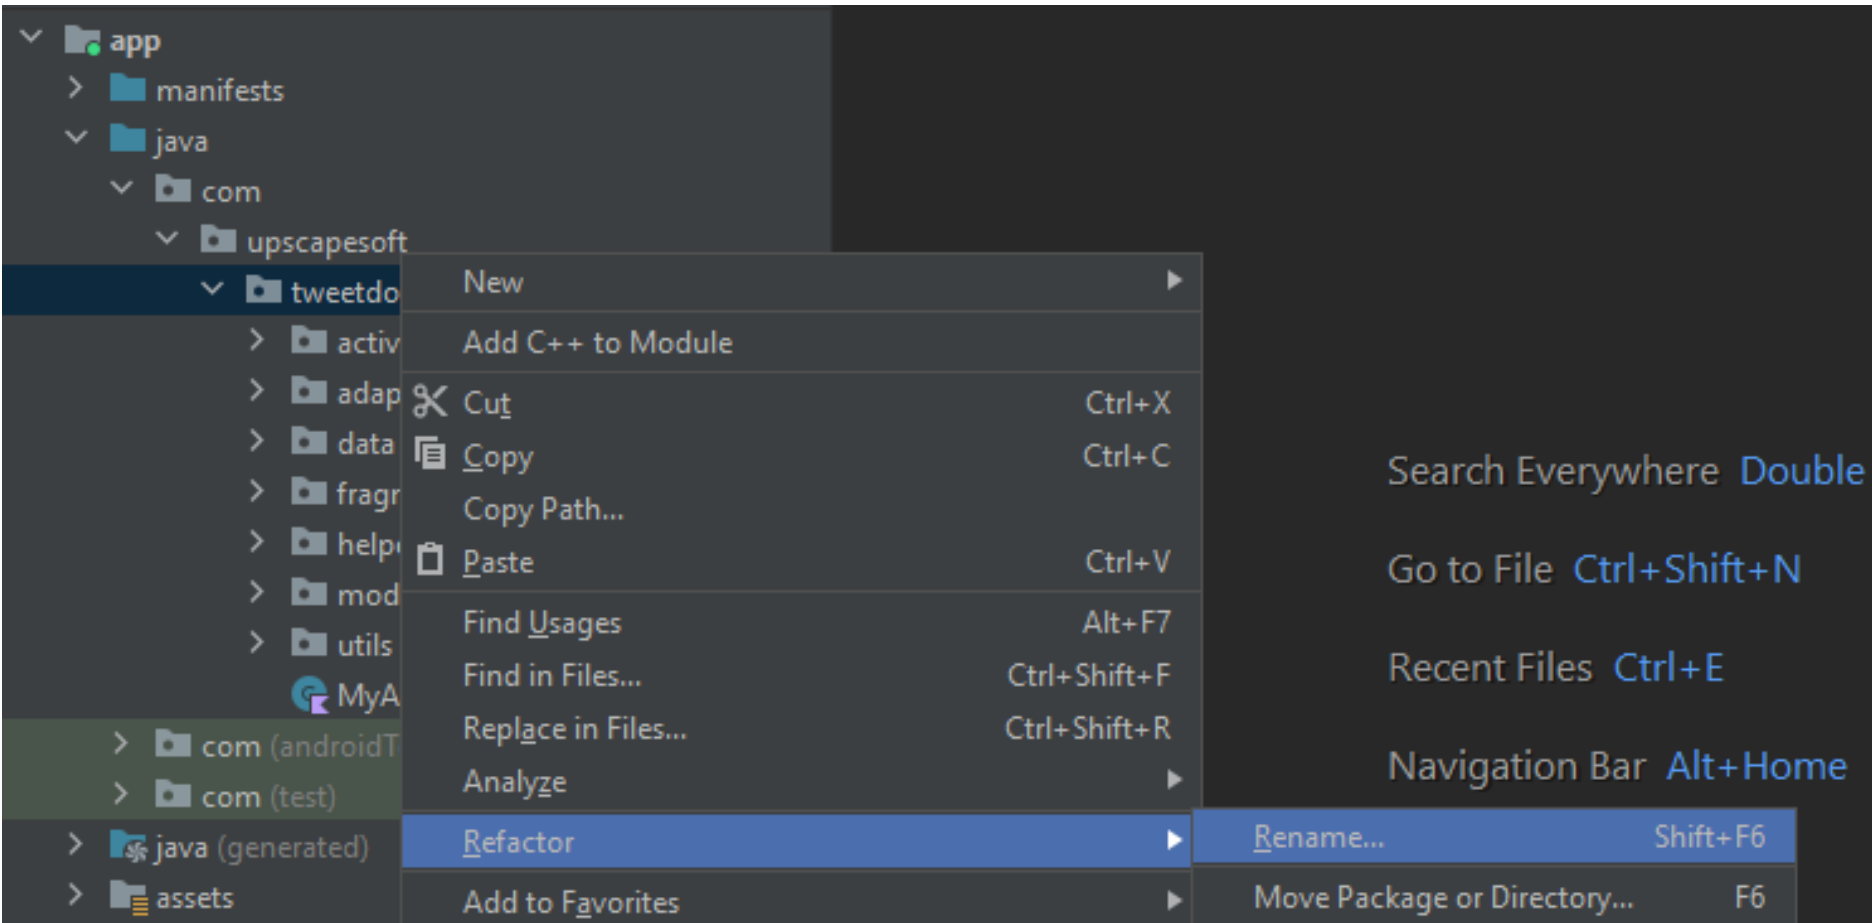 app
manifests
java
com
upscapesoft
tweetdo
activ
adap
data
fragr
help
mod
utils
MyA
com (androidT
com (test)
java (generated)
assets
New
Add C++ to Module
Cut Ctrl+X
Copy Ctrl+C
Copy Path...
Paste Ctrl+V
Find Usages Alt+F7
Find in Files... Ctrl+Shift+F
Replace in Files... Ctrl+Shift+R
Analyze
Refactor
Add to Favorites
Rename... Shift+F6
Move Package or Directory... F6
Search Everywhere Double
Go to File Ctrl+Shift+N
Recent Files Ctrl+E
Navigation Bar Alt+Home